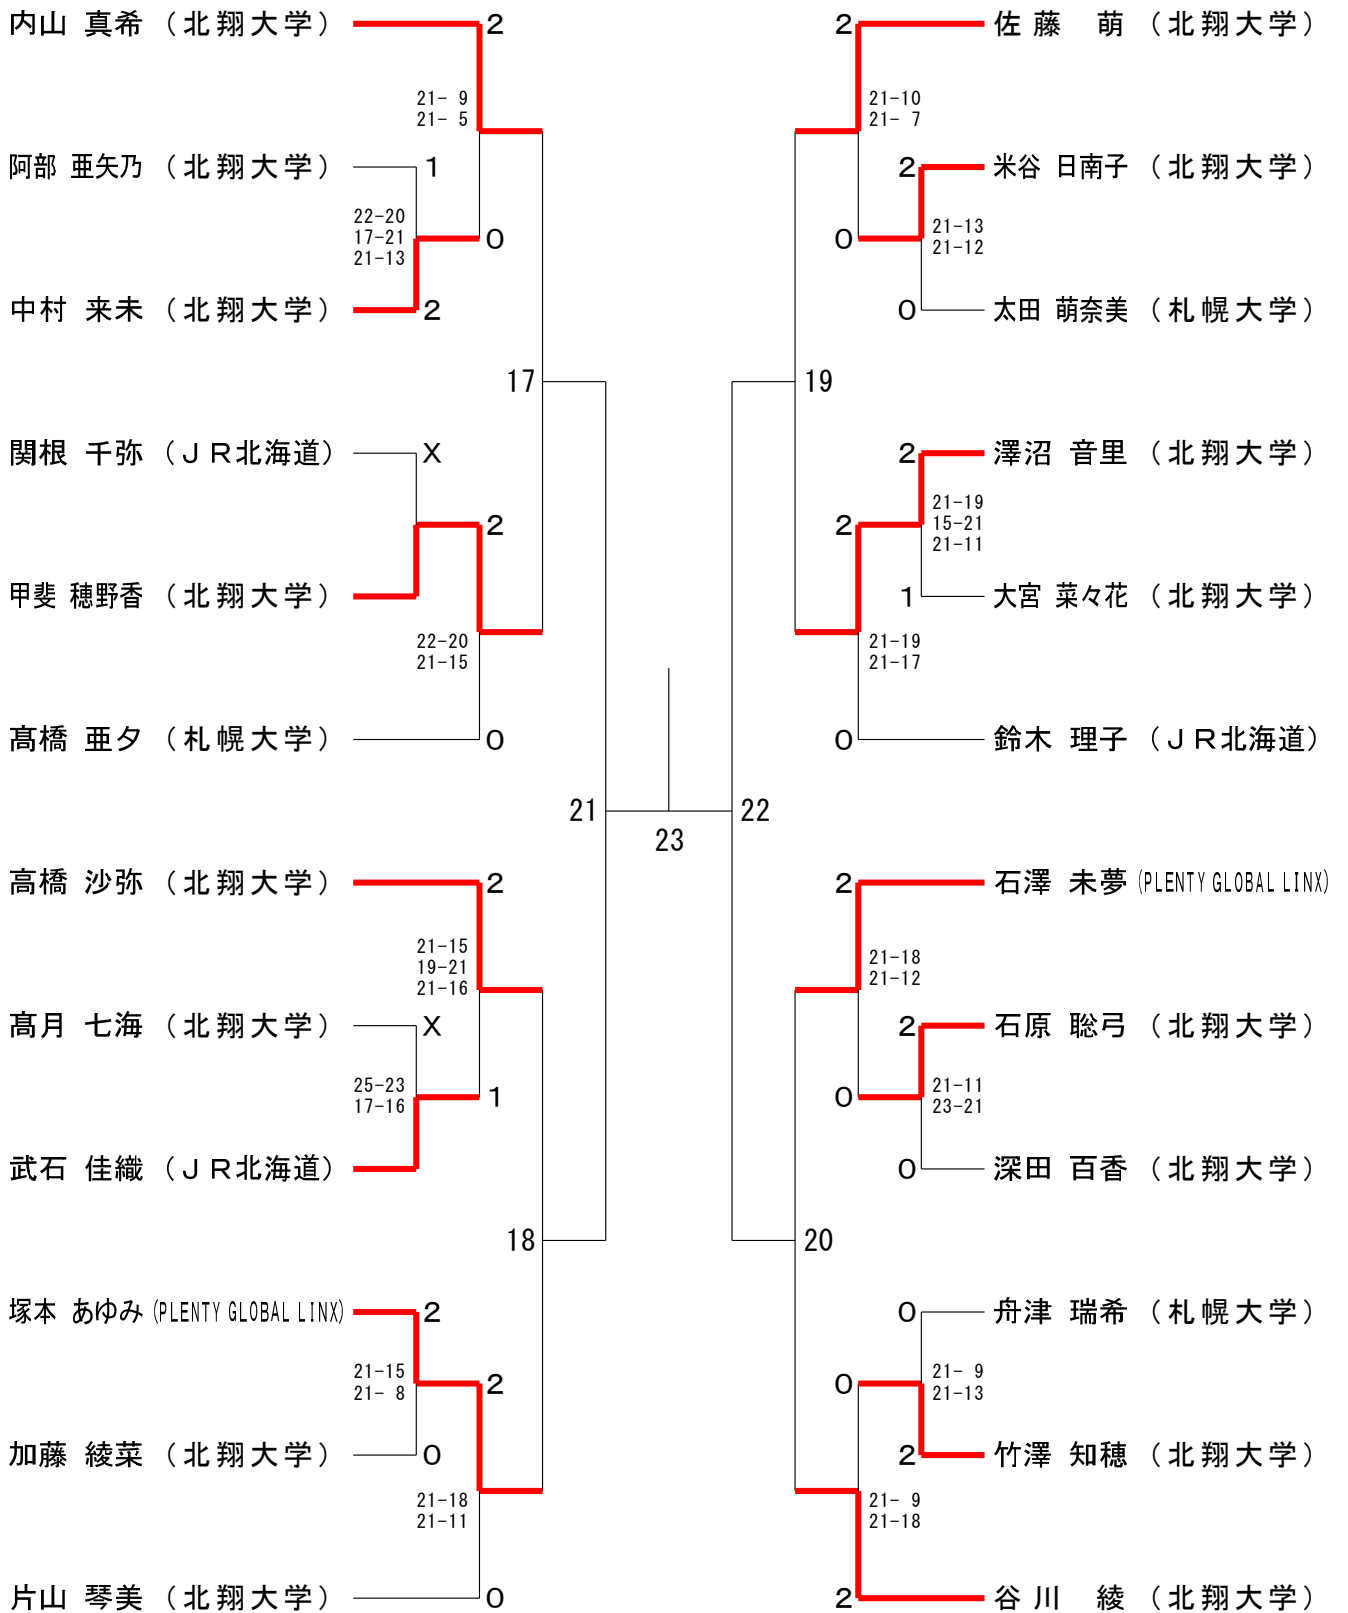 内山 真希 (北翔大学) 2
21- 9
21- 5
阿部 亜矢乃 (北翔大学) 1
22-20
17-21
21-13
0
中村 来未 (北翔大学) 2
17
関根 千弥 (ＪＲ北海道) X
2
甲斐 穂野香 (北翔大学)
22-20
21-15
髙橋 亜夕 (札幌大学) 0
21
高橋 沙弥 (北翔大学) 2
21-15
19-21
21-16
髙月 七海 (北翔大学) X
25-23
17-16
1
武石 佳織 (ＪＲ北海道)
18
塚本 あゆみ (PLENTY GLOBAL LINX) 2
21-15
21- 8
2
加藤 綾菜 (北翔大学) 0
21-18
21-11
片山 琴美 (北翔大学) 0
23
2 佐藤 萌 (北翔大学)
21-10
21- 7
2 米谷 日南子 (北翔大学)
0
21-13
21-12
0 太田 萌奈美 (札幌大学)
19
2 澤沼 音里 (北翔大学)
2
21-19
15-21
21-11
1 大宮 菜々花 (北翔大学)
21-19
21-17
0 鈴木 理子 (ＪＲ北海道)
22
2 石澤 未夢 (PLENTY GLOBAL LINX)
21-18
21-12
2 石原 聡弓 (北翔大学)
0
21-11
23-21
0 深田 百香 (北翔大学)
20
0 舟津 瑞希 (札幌大学)
0
21- 9
21-13
2 竹澤 知穂 (北翔大学)
21- 9
21-18
2 谷川 綾 (北翔大学)